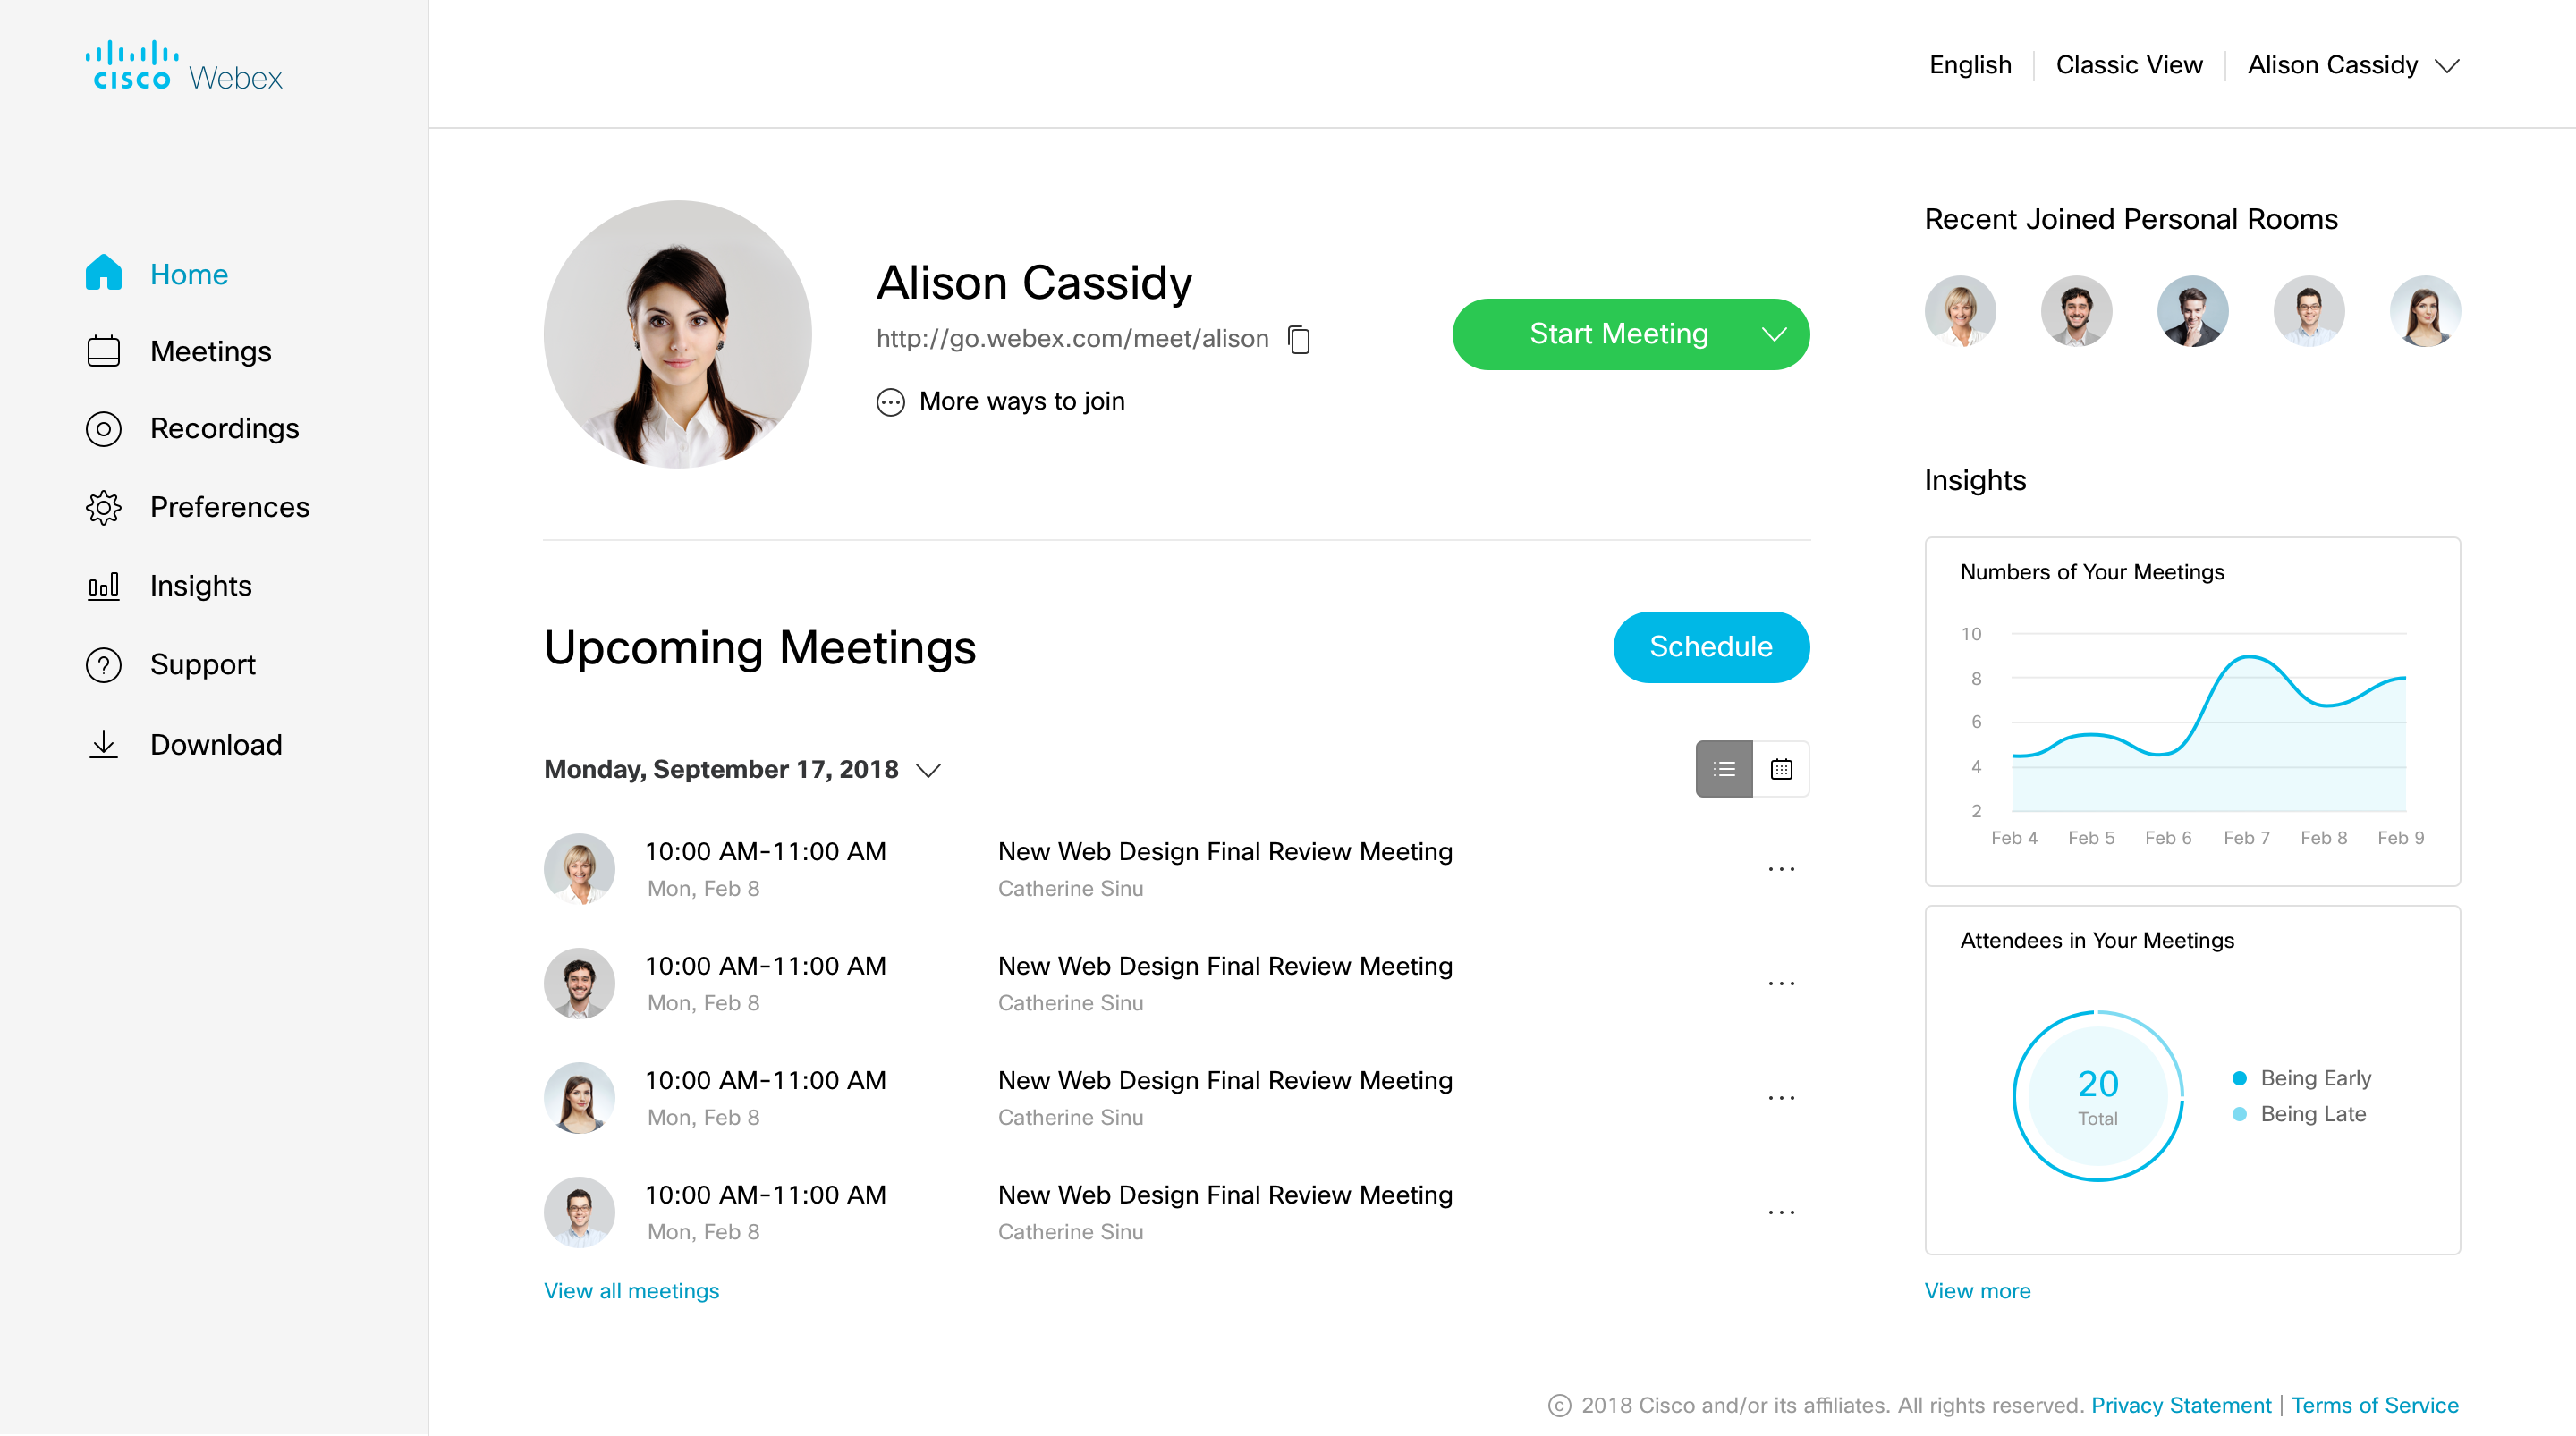 cisco Webex
English
Classic View
Alison Cassidy
Home
Meetings
Recordings
Preferences
Insights
Support
Download
Alison Cassidy
http://go.webex.com/meet/alison
More ways to join
Start Meeting
Upcoming Meetings
Schedule
Monday, September 17, 2018
10:00 AM-11:00 AM
New Web Design Final Review Meeting
Mon, Feb 8
Catherine Sinu
10:00 AM-11:00 AM
New Web Design Final Review Meeting
Mon, Feb 8
Catherine Sinu
10:00 AM-11:00 AM
New Web Design Final Review Meeting
Mon, Feb 8
Catherine Sinu
10:00 AM-11:00 AM
New Web Design Final Review Meeting
Mon, Feb 8
Catherine Sinu
View all meetings
Recent Joined Personal Rooms
Insights
Numbers of Your Meetings
10
8
6
4
2
Feb 4 Feb 5 Feb 6 Feb 7 Feb 8 Feb 9
Attendees in Your Meetings
20
Total
Being Early
Being Late
View more
© 2018 Cisco and/or its affiliates. All rights reserved. Privacy Statement | Terms of Service